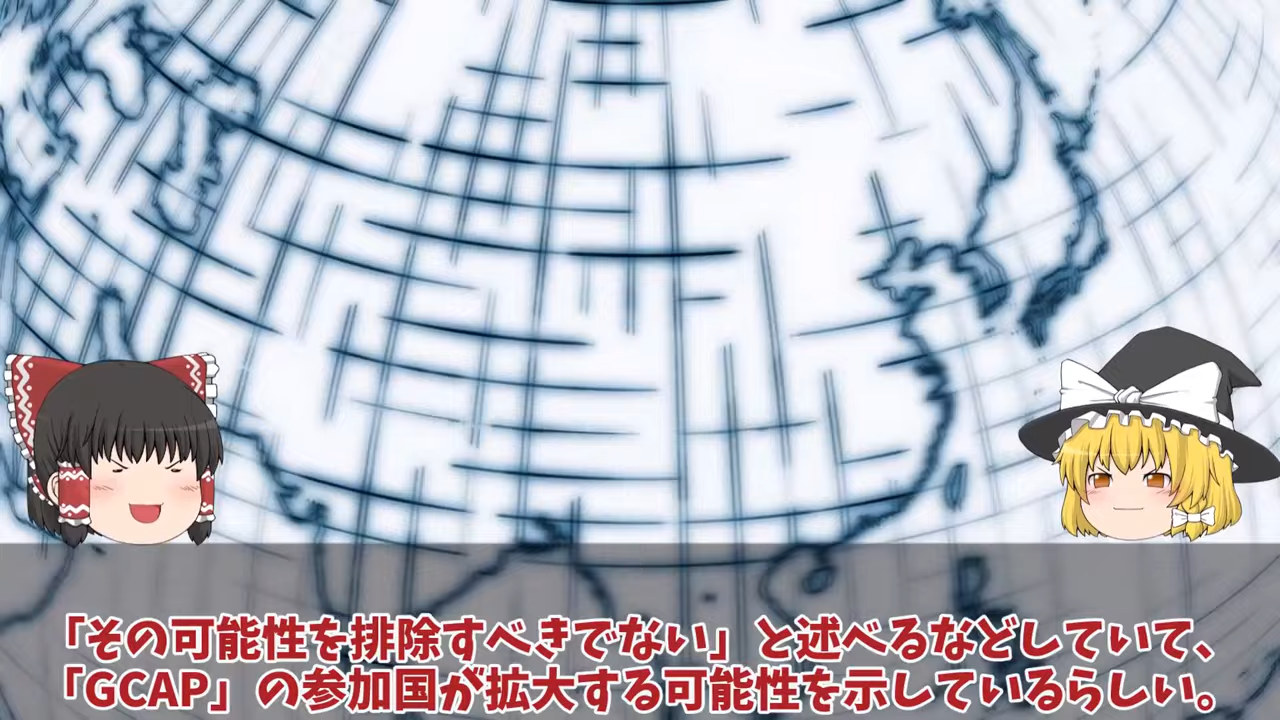 「その可能性を排除すべきでない」と述べるなどしていて、
「GCAP」の参加国が拡大する可能性を示しているらしい。